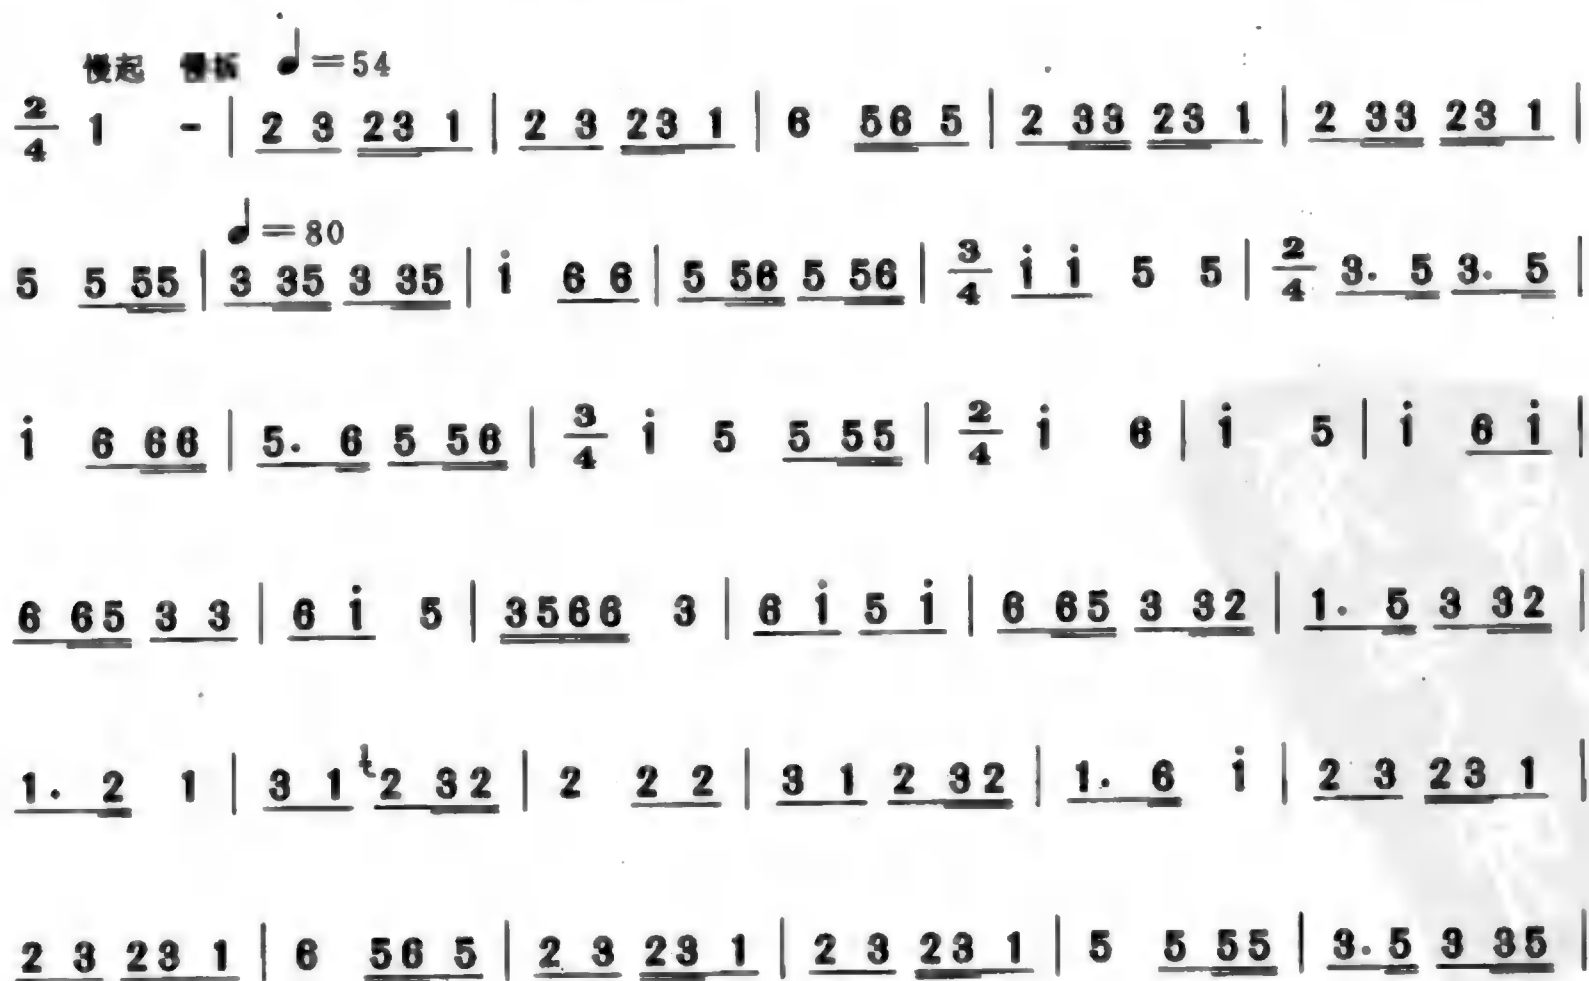 慢起 慢板 ♩=54
2/4 1 - | 2 3 23 1 | 2 3 23 1 | 6 56 5 | 2 33 23 1 | 2 33 23 1 |
♩=80
5 5 55 | 3 35 3 35 | i 6 6 | 5 56 5 56 | 3/4 i i 5 5 | 2/4 3. 5 3. 5 |
i 6 66 | 5. 6 5 56 | 3/4 i 5 5 55 | 2/4 i 6 | i 5 | i 6 i |
6 65 3 3 | 6 i 5 | 3566 3 | 6 i 5 i | 6 65 3 32 | 1. 5 3 32 |
1. 2 1 | 3 1 2 32 | 2 2 2 | 3 1 2 32 | 1. 6 i | 2 3 23 1 |
2 3 23 1 | 6 56 5 | 2 3 23 1 | 2 3 23 1 | 5 5 55 | 3.5 3 35 |